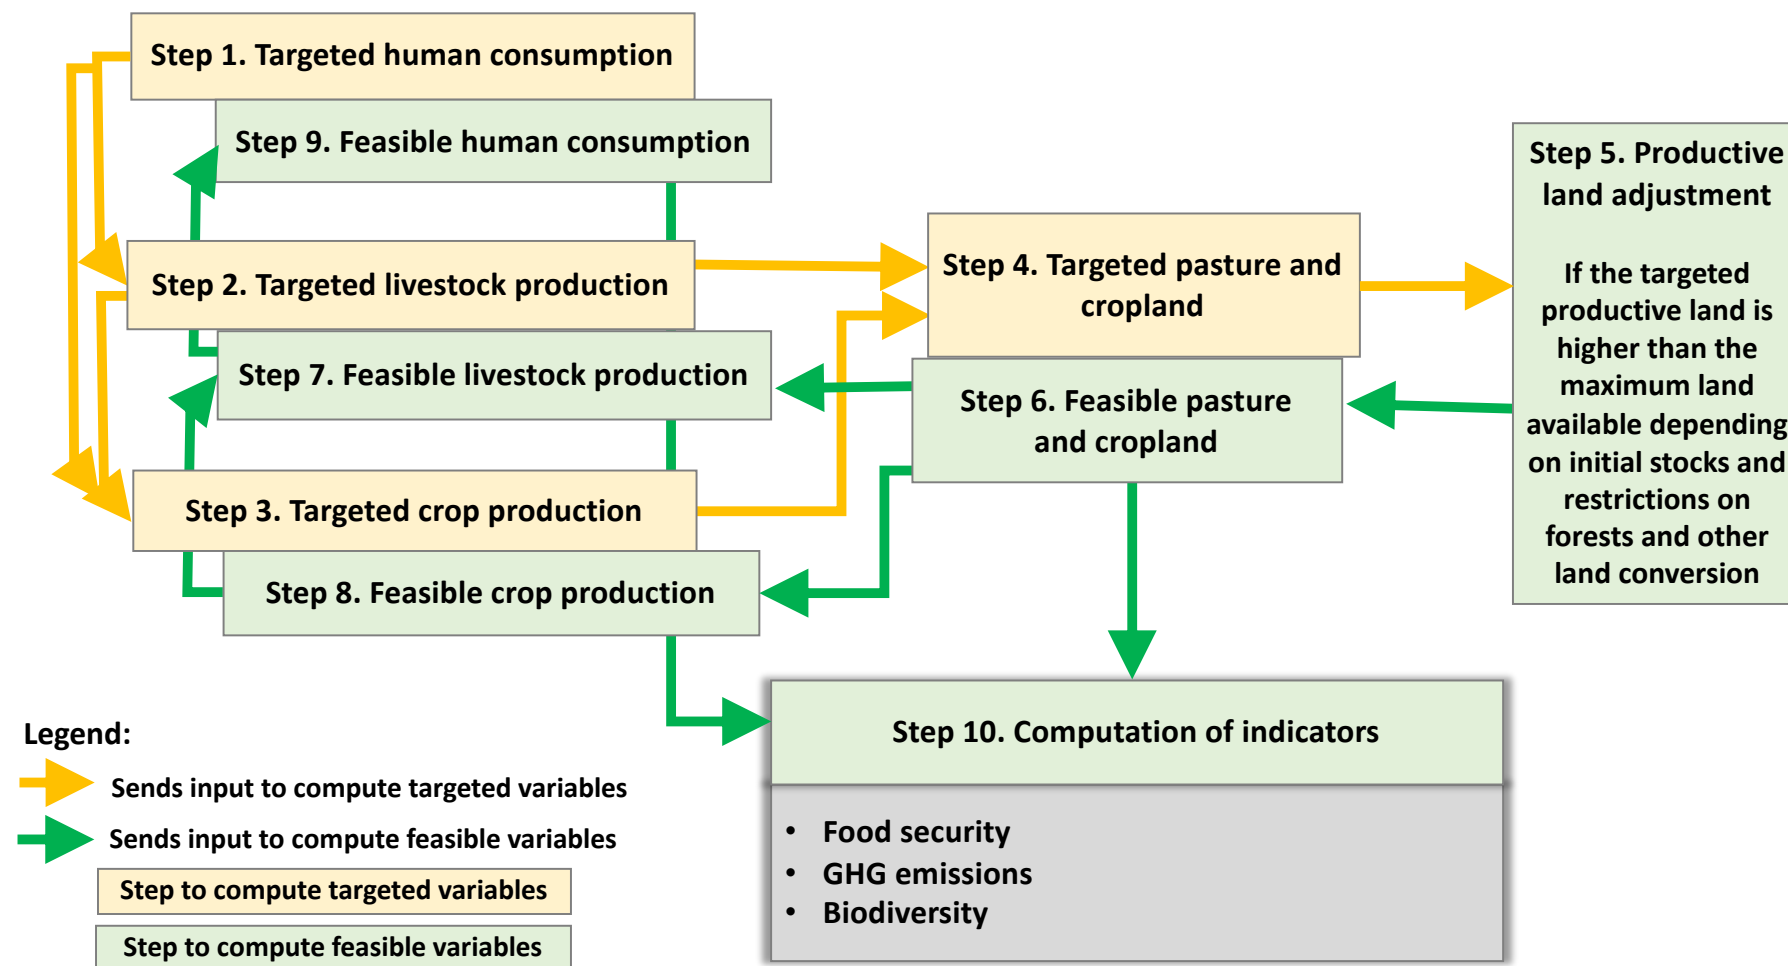 Step 1. Targeted human consumption
Step 9. Feasible human consumption
Step 2. Targeted livestock production
Step 7. Feasible livestock production
Step 3. Targeted crop production
Step 8. Feasible crop production
Step 4. Targeted pasture and
cropland
Step 6. Feasible pasture
and cropland
Step 5. Productive
land adjustment
If the targeted
productive land is
higher than the
maximum land
available depending
on initial stocks and
restrictions on
forests and other
land conversion
Step 10. Computation of indicators
• Food security
• GHG emissions
• Biodiversity
Legend:
Sends input to compute targeted variables
Sends input to compute feasible variables
Step to compute targeted variables
Step to compute feasible variables